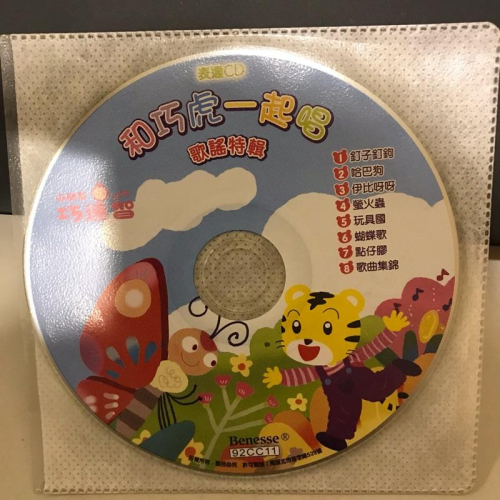 表達CD
和巧虎一起唱
歌謠特輯
巧連智
1 釘子釘鉤
2 哈巴狗
3 伊比呀呀
4 螢火蟲
5 玩具國
6 蝴蝶歌
7 點仔膠
8 歌曲集錦
Benesse®
92CC11